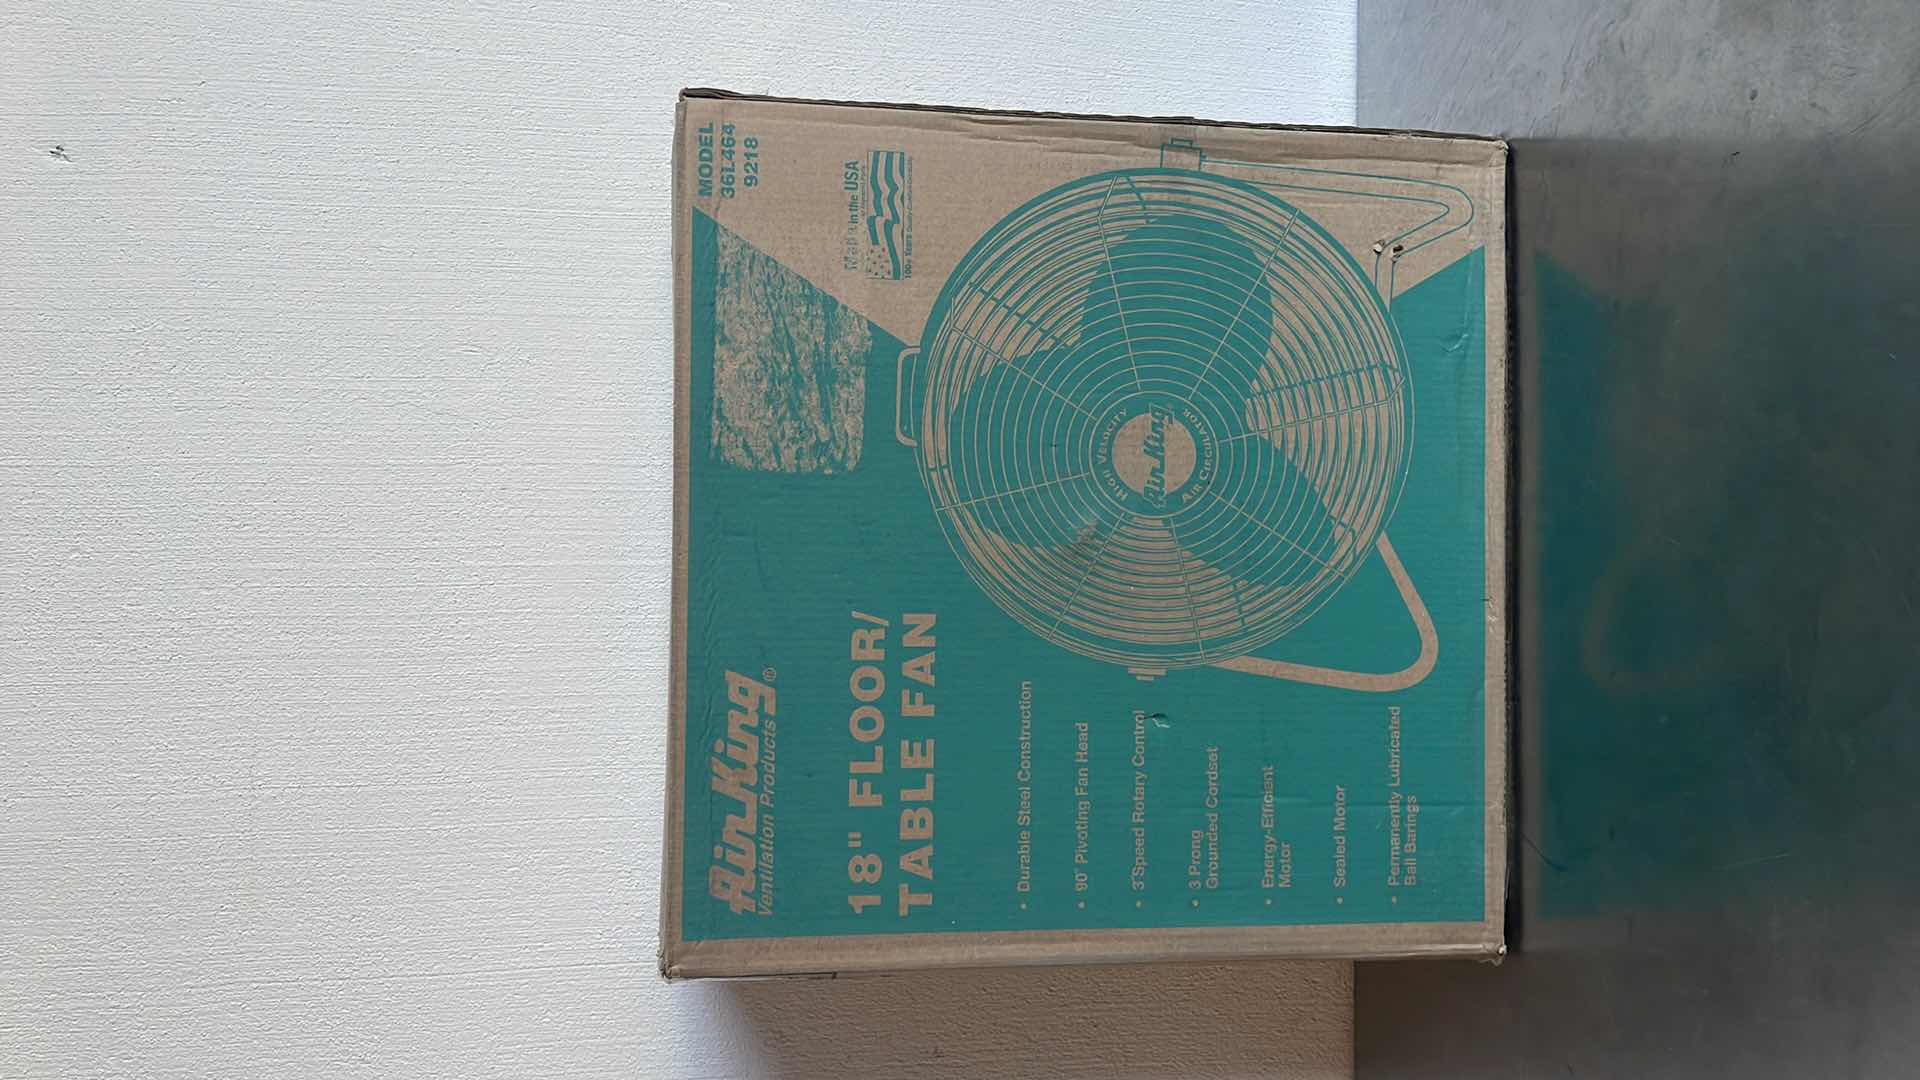 Air King®
Ventilation Products
MODEL
36L464
9218
18" FLOOR/
TABLE FAN
Made in the USA
100+ Years
• Durable Steel Construction
• 90° Pivoting Fan Head
• 3 Speed Rotary Control
• 3 Prong
Grounded Cordset
• Energy-Efficient
Motor
• Sealed Motor
• Permanently Lubricated
Ball Barings
HIGH VELOCITY
Air King
AIR CIRCULATOR